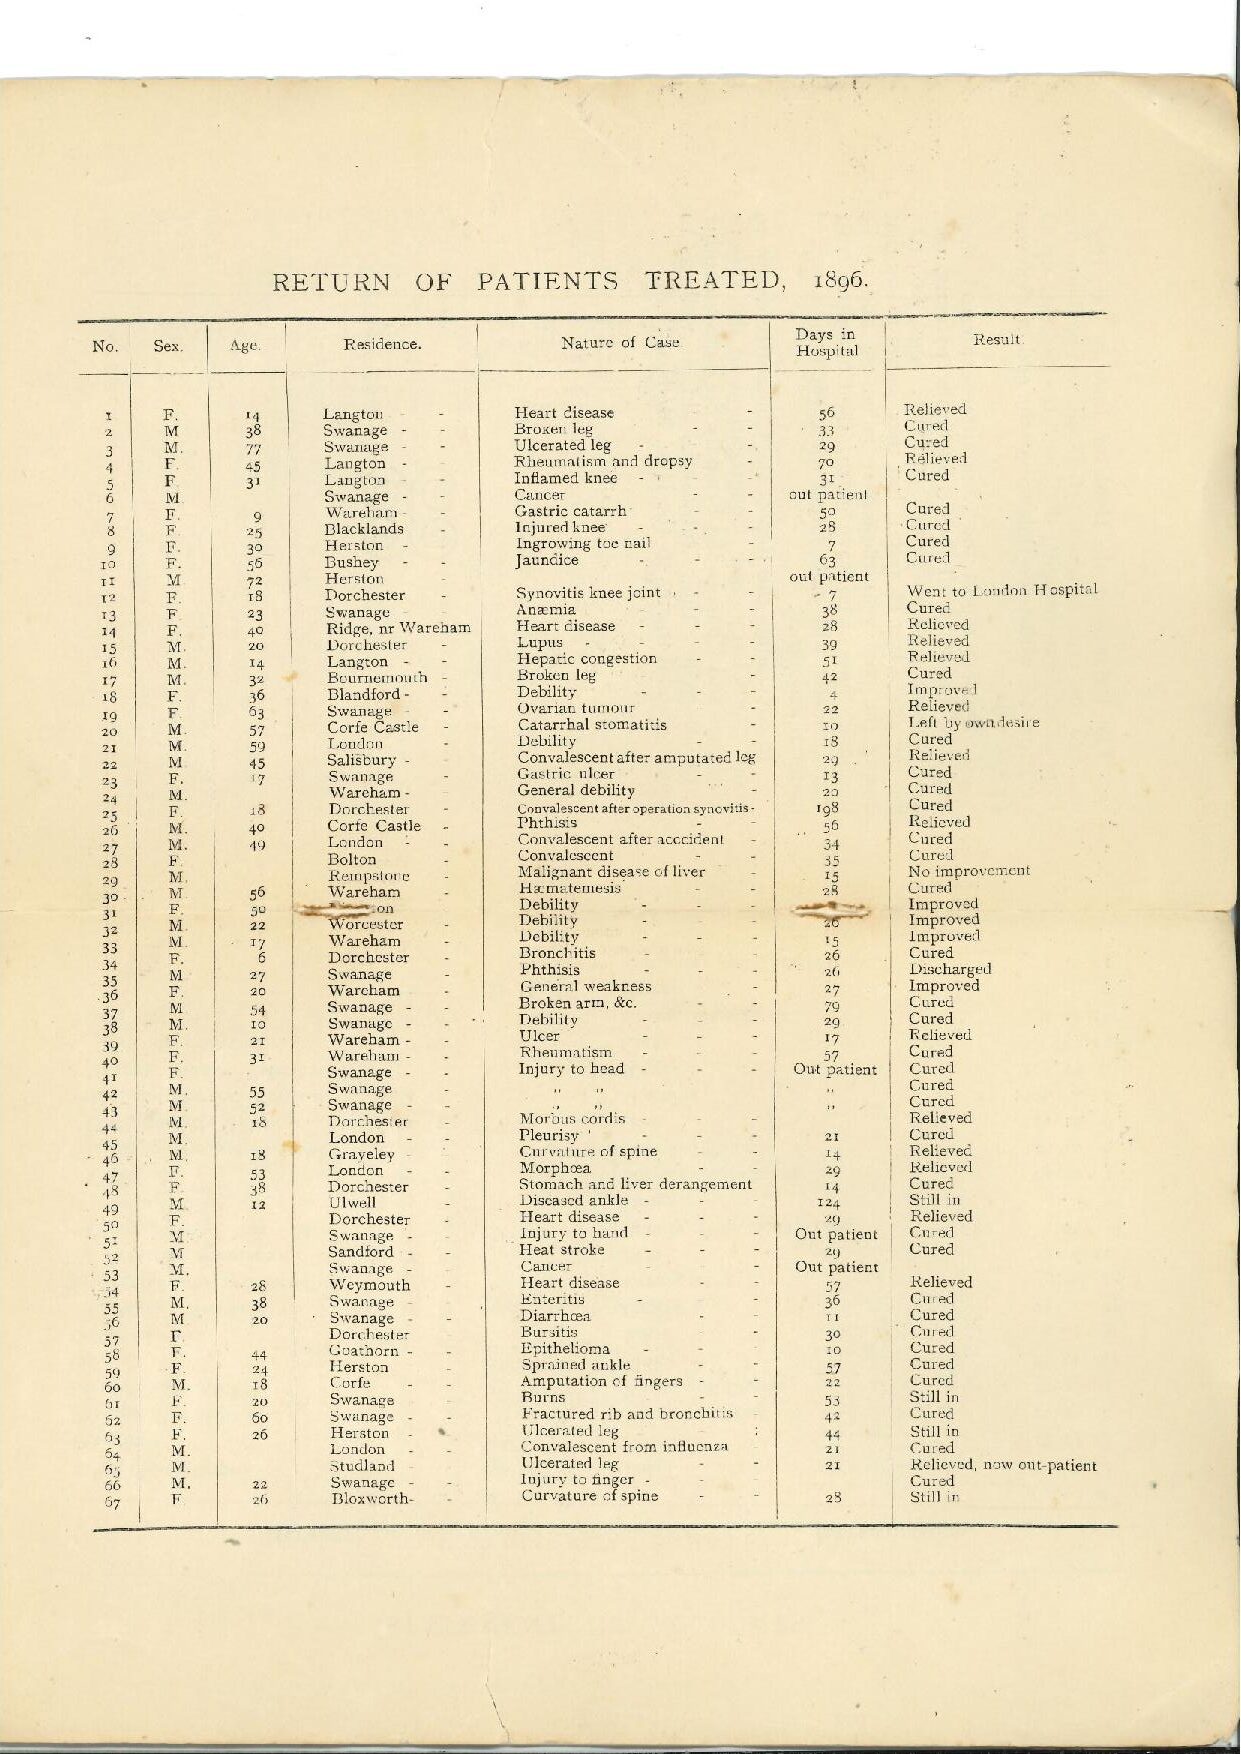 RETURN OF PATIENTS TREATED, 1896.
No. Sex. Age. Residence. Nature of Case Days in Hospital Result.
1 F. 14 Langton - - Heart disease - 56 Relieved
2 M 38 Swanage - - Broken leg - - 33 Cured
3 M. 77 Swanage - - Ulcerated leg - - - 29 Cured
4 F. 45 Langton - - Rheumatism and dropsy - 70 Relieved
5 F 31 Langton - - Inflamed knee - - - 31 Cured
6 M Swanage - - Cancer - - out patient
7 F. 9 Wareham - - Gastric catarrh - - 50 Cured
8 F 25 Blacklands - Injured knee - - - 28 Cured
9 F. 30 Herston - - Ingrowing toe nail - 7 Cured
10 F. 56 Bushey - - Jaundice - - - 63 Cured
11 M 72 Herston - out patient
12 F. 18 Dorchester - Synovitis knee joint - - 7 Went to London Hospital
13 F 23 Swanage - - Anæmia - - 38 Cured
14 F. 40 Ridge, nr Wareham Heart disease - - - 28 Relieved
15 M. 20 Dorchester - Lupus - - - 39 Relieved
16 M. 14 Langton - - Hepatic congestion - - 51 Relieved
17 M. 32 Bournemouth - Broken leg - - 42 Cured
18 F. 36 Blandford - - Debility - - - 4 Improved
19 F 63 Swanage - - Ovarian tumour - 22 Relieved
20 M. 57 Corfe Castle - Catarrhal stomatitis - 10 Left by own desire
21 M. 59 London - Debility - - 18 Cured
22 M 45 Salisbury - - Convalescent after amputated leg 29 Relieved
23 F. 17 Swanage - Gastric ulcer - - 13 Cured
24 M. Wareham - - General debility - 20 Cured
25 F. 18 Dorchester - Convalescent after operation synovitis - 198 Cured
26 M. 40 Corfe Castle - Phthisis - - 56 Relieved
27 M. 49 London - - Convalescent after acccident - 34 Cured
28 F Bolton - Convalescent - - 35 Cured
29 M. Rempstone - Malignant disease of liver - 15 No improvement
30 M 56 Wareham - Hæmatemesis - - 28 Cured
31 F. 50 Debility - - - Improved
32 M. 22 Worcester - Debility - - - 26 Improved
33 M 17 Wareham - Debility - - - 15 Improved
34 F. 6 Dorchester - Bronchitis - - - 26 Cured
35 M 27 Swanage - Phthisis - - - 26 Discharged
36 F. 20 Wareham - General weakness - 27 Improved
37 M 54 Swanage - - Broken arm, &c. - - 79 Cured
38 M. 10 Swanage - - Debility - - - 29 Cured
39 F. 21 Wareham - - Ulcer - - - 17 Relieved
40 F. 31 Wareham - - Rheumatism - - - 57 Cured
41 F. Swanage - - Injury to head - - - Out patient Cured
42 M. 55 Swanage - „ „ „ Cured
43 M 52 Swanage - - „ „ „ Cured
44 M. 18 Dorchester - Morbus cordis - - Relieved
45 M. London - - Pleurisy - - - 21 Cured
46 M. 18 Graveley - - Curvature of spine - - 14 Relieved
47 F. 53 London - - Morphœa - - 29 Relieved
48 F 38 Dorchester - Stomach and liver derangement 14 Cured
49 M 12 Ulwell - Diseased ankle - - - 124 Still in
50 F. Dorchester - Heart disease - - - 29 Relieved
51 M Swanage - - Injury to hand - - - Out patient Cured
52 M Sandford - - Heat stroke - - - 29 Cured
53 M. Swanage - - Cancer - - Out patient
54 F. 28 Weymouth - Heart disease - - 57 Relieved
55 M. 38 Swanage - - Enteritis - - 36 Cured
56 M 20 Swanage - - Diarrhœa - - 11 Cured
57 F. Dorchester Bursitis - 30 Cured
58 F. 44 Goathorn - - Epithelioma - - - 10 Cured
59 F. 24 Herston - Sprained ankle - - 57 Cured
60 M. 18 Corfe - - Amputation of fingers - - 22 Cured
61 F. 20 Swanage - Burns - - 53 Still in
62 F. 60 Swanage - - Fractured rib and bronchitis - 42 Cured
63 F. 26 Herston - Ulcerated leg - 44 Still in
64 M. London - - Convalescent from influenza 21 Cured
65 M. Studland - Ulcerated leg - - 21 Relieved, now out-patient
66 M. 22 Swanage - - Injury to finger - - Cured
67 F 26 Bloxworth- - Curvature of spine - - 28 Still in